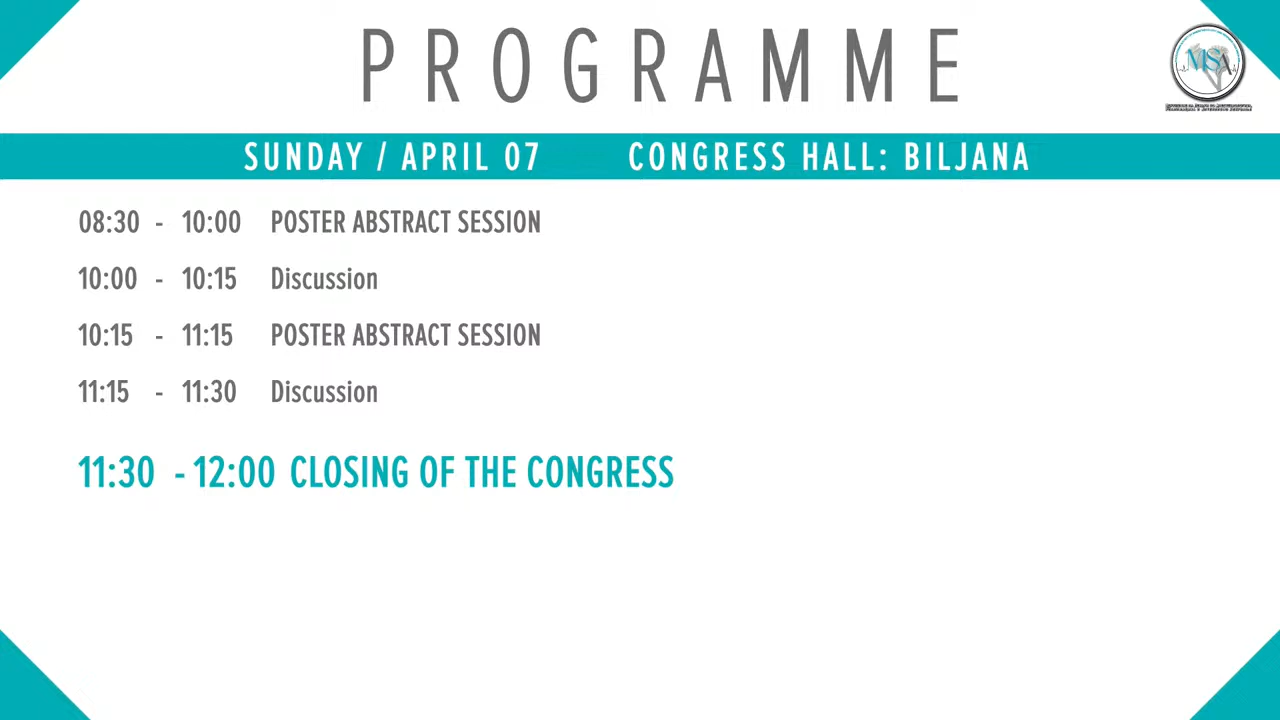 PROGRAMME
MSA
SUNDAY / APRIL 07 CONGRESS HALL: BILJANA
08:30 - 10:00 POSTER ABSTRACT SESSION
10:00 - 10:15 Discussion
10:15 - 11:15 POSTER ABSTRACT SESSION
11:15 - 11:30 Discussion
11:30 - 12:00 CLOSING OF THE CONGRESS